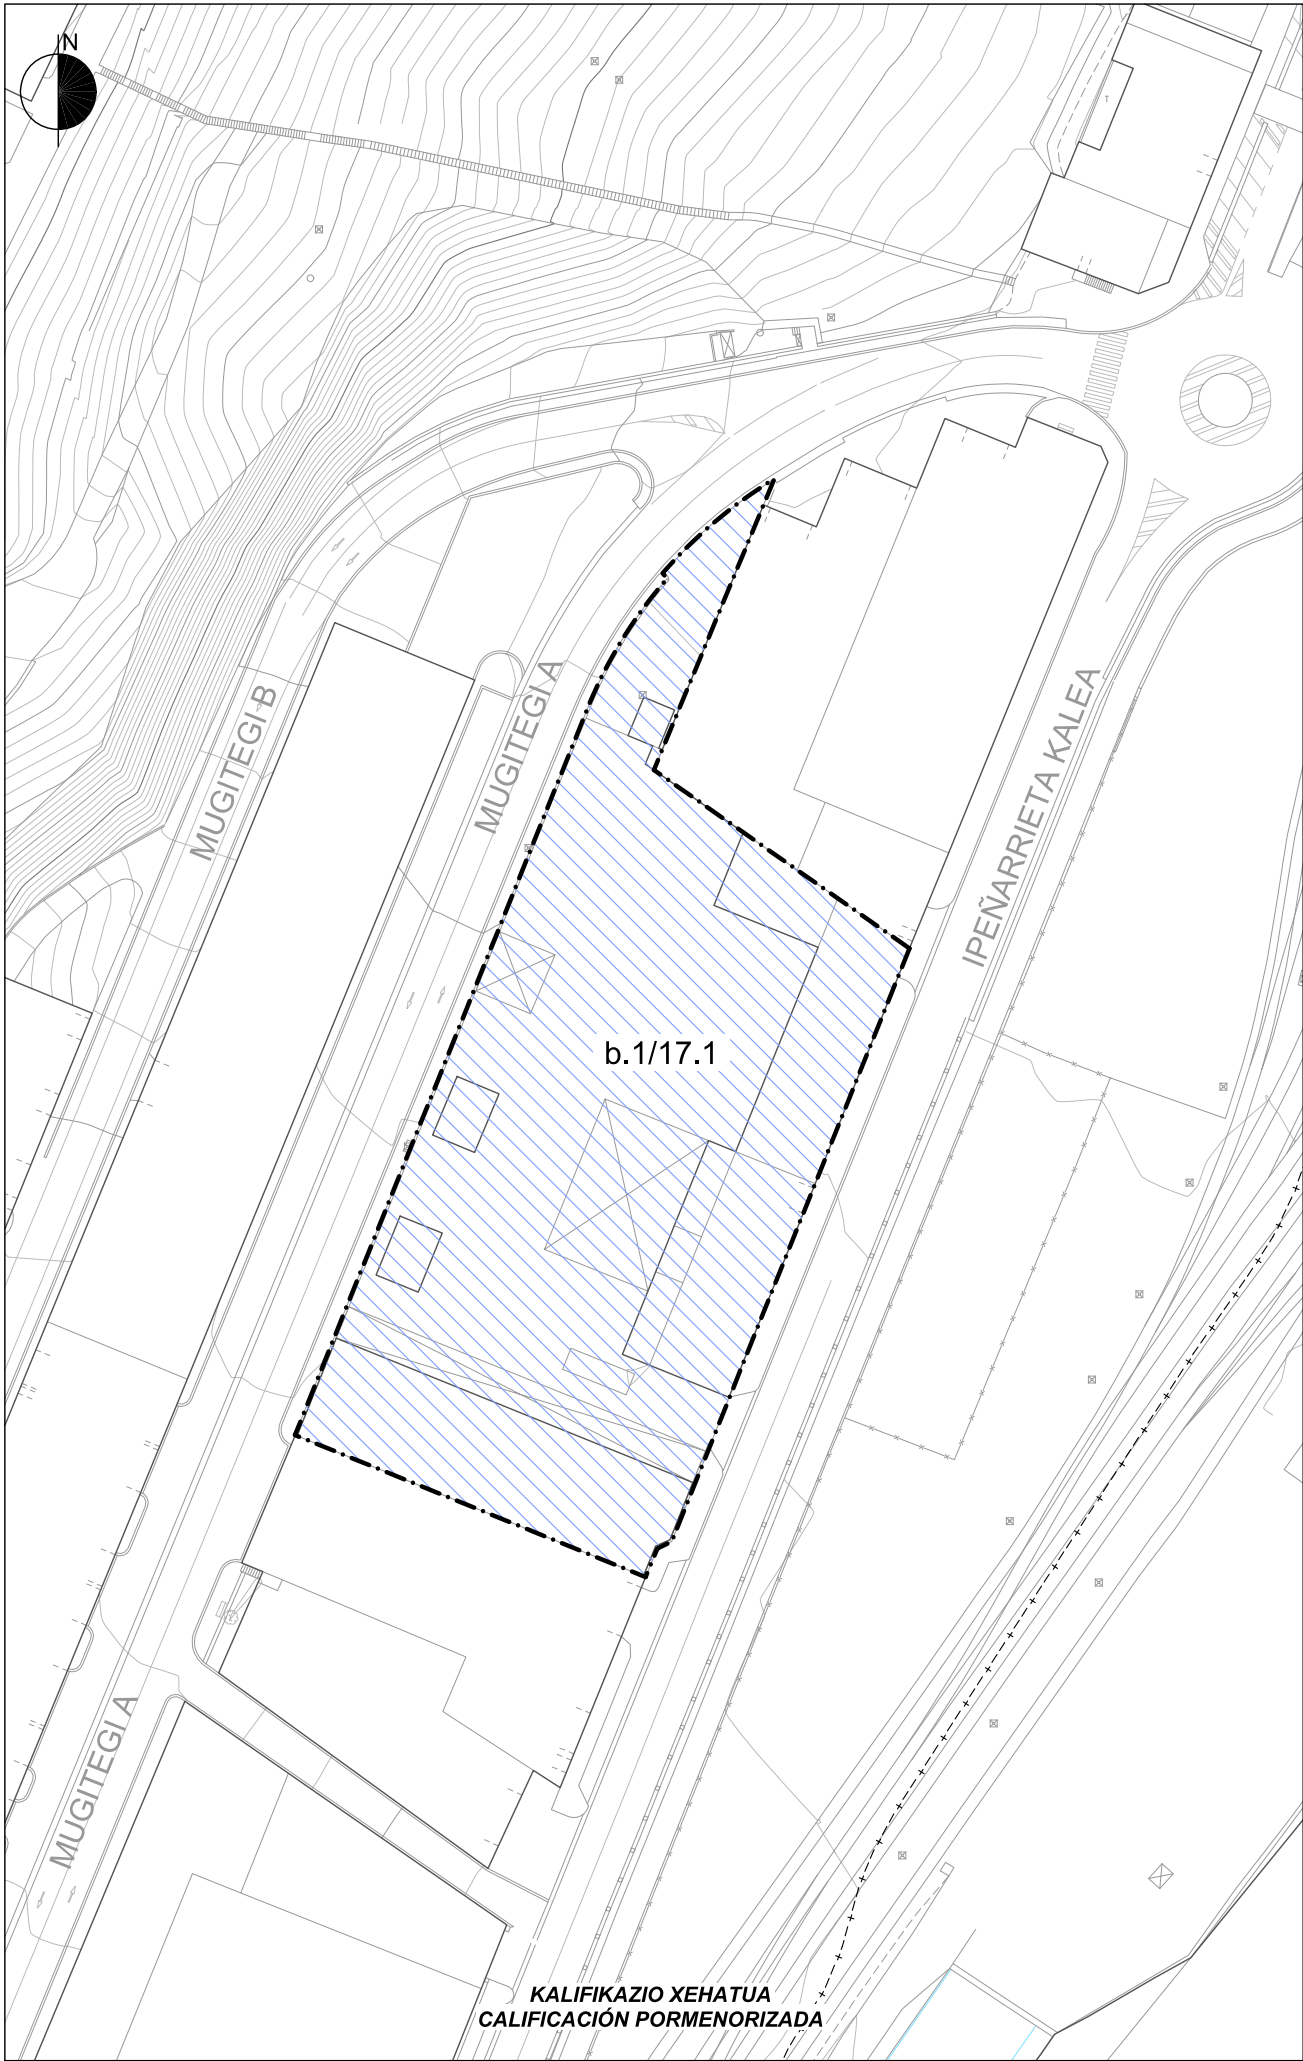 N
MUGITEGI B
MUGITEGI A
IPEÑARRIETA KALEA
b.1/17.1
MUGITEGI A
KALIFIKAZIO XEHATUA
CALIFICACIÓN PORMENORIZADA